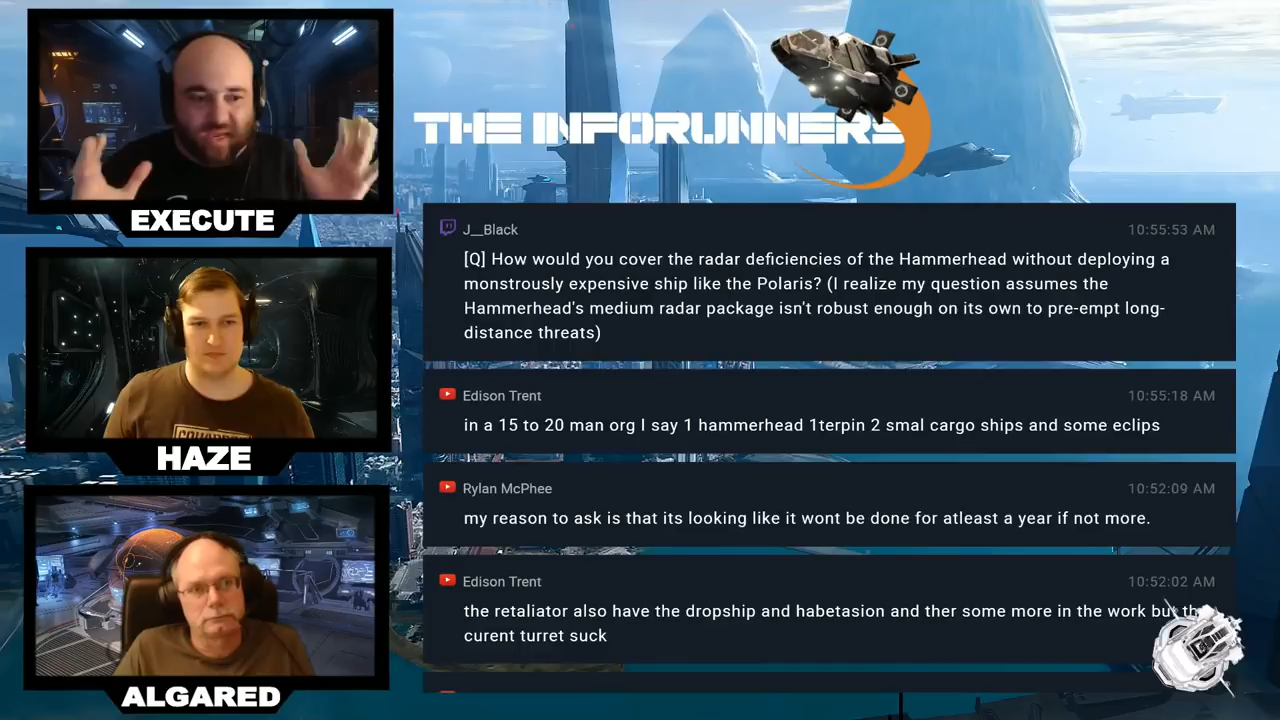 THE INFORUNNERS
EXECUTE
HAZE
ALGARED
J__Black 10:55:53 AM
[Q] How would you cover the radar deficiencies of the Hammerhead without deploying a
monstrously expensive ship like the Polaris? (I realize my question assumes the
Hammerhead's medium radar package isn't robust enough on its own to pre-empt long-
distance threats)
Edison Trent 10:55:18 AM
in a 15 to 20 man org I say 1 hammerhead 1terpin 2 smal cargo ships and some eclips
Rylan McPhee 10:52:09 AM
my reason to ask is that its looking like it wont be done for atleast a year if not more.
Edison Trent 10:52:02 AM
the retaliator also have the dropship and habetasion and ther some more in the work but
curent turret suck